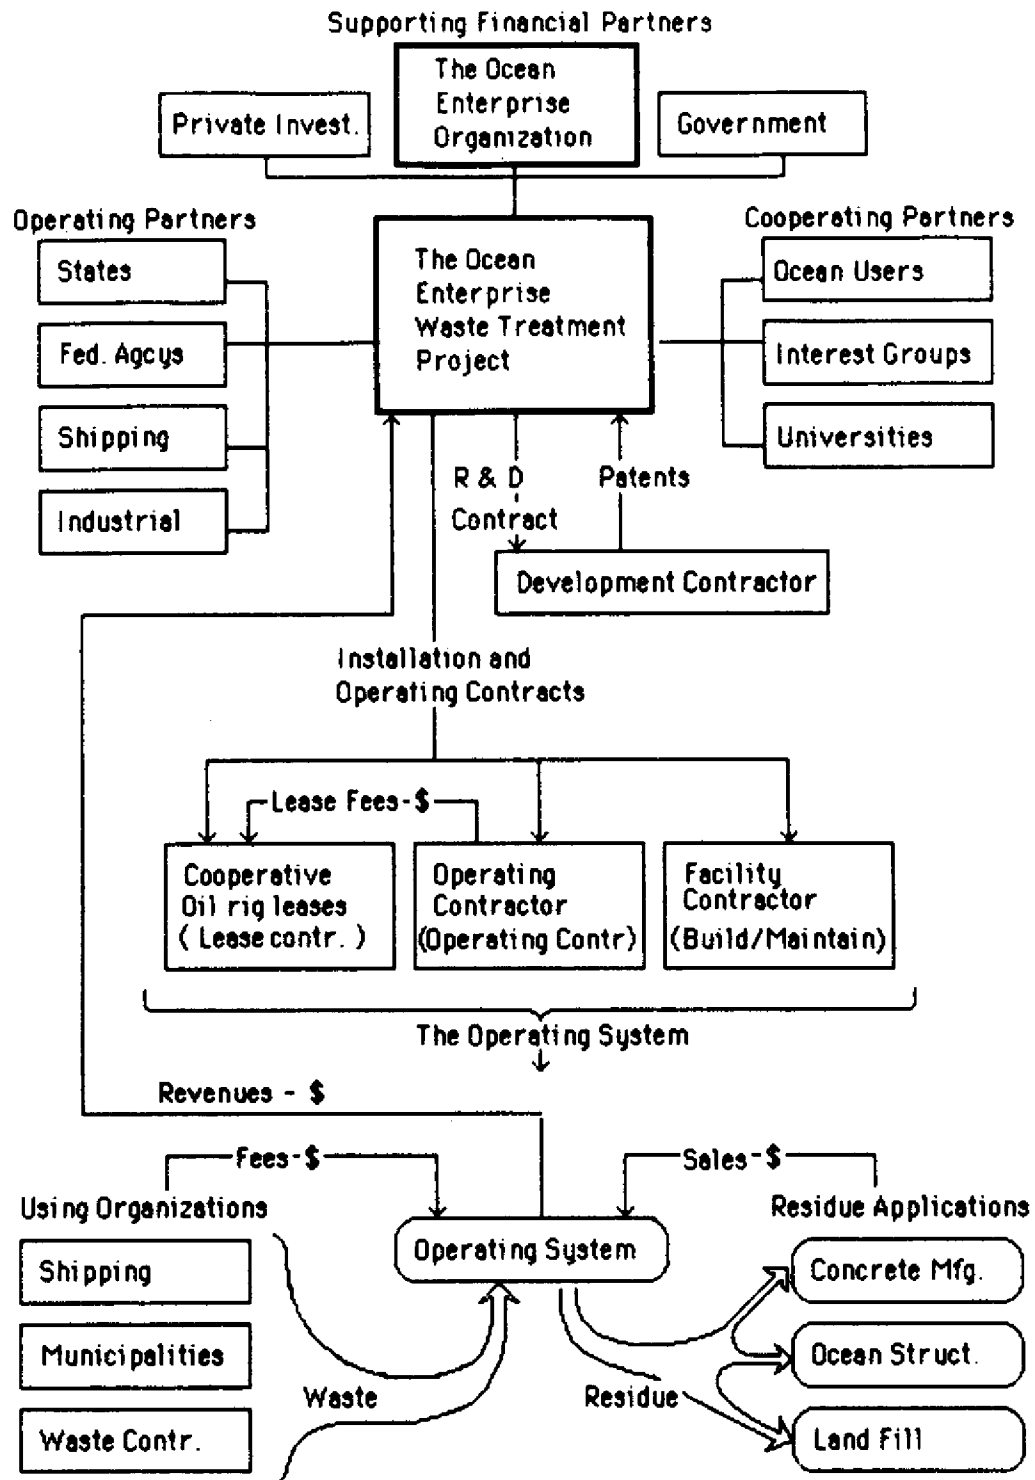 Supporting Financial Partners
The Ocean
Enterprise
Organization
Private Invest.
Government
Operating Partners
States
Fed. Agcys
Shipping
Industrial
The Ocean
Enterprise
Waste Treatment
Project
Cooperating Partners
Ocean Users
Interest Groups
Universities
R & D
Contract
Patents
Development Contractor
Installation and
Operating Contracts
Lease Fees-$
Cooperative
Oil rig leases
( Lease contr. )
Operating
Contractor
(Operating Contr)
Facility
Contractor
(Build/Maintain)
The Operating System
Revenues - $
Fees-$
Sales-$
Using Organizations
Shipping
Municipalities
Waste Contr.
Operating System
Waste
Residue
Residue Applications
Concrete Mfg.
Ocean Struct.
Land Fill